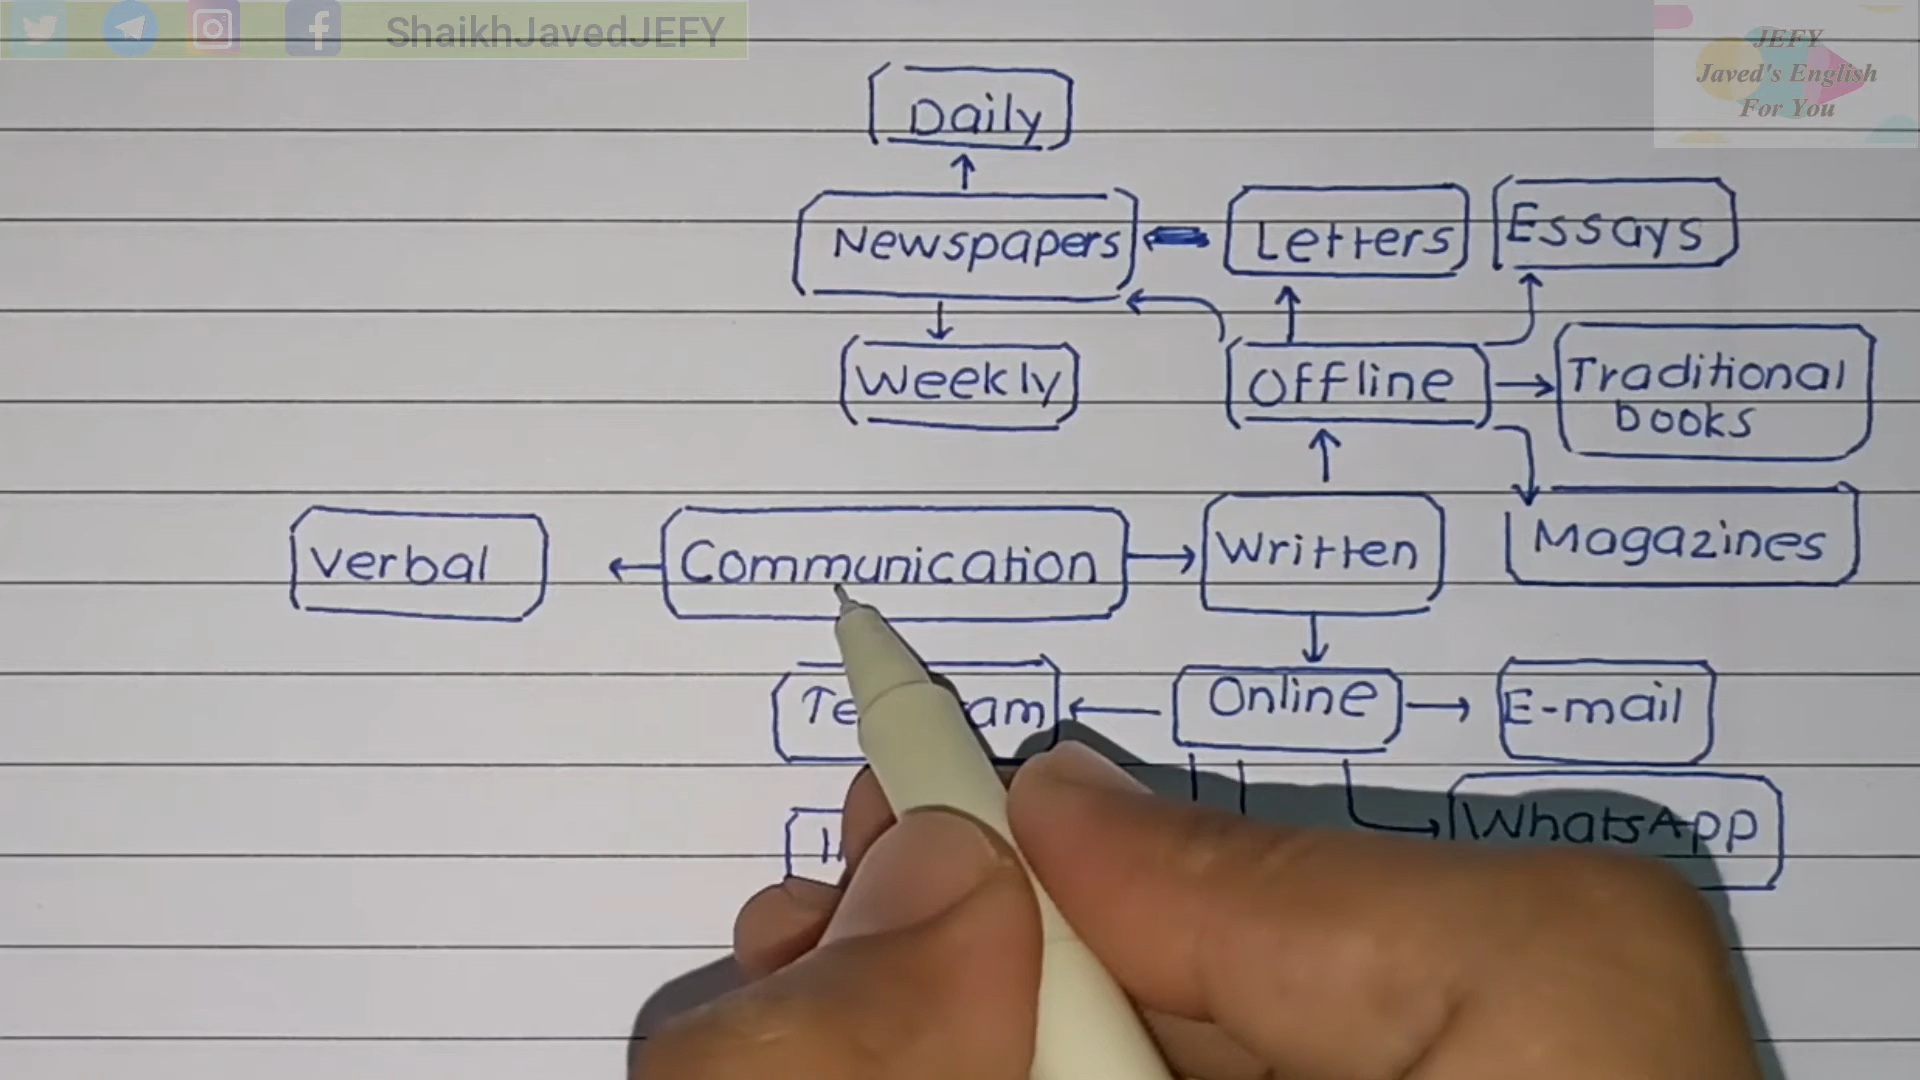 ShaikhJavedJEFY
JEFY
Javed's English
For You
Daily
Newspapers
Letters
Essays
Weekly
Offline
Traditional
books
Verbal
Communication
Written
Magazines
Online
E-mail
WhatsApp